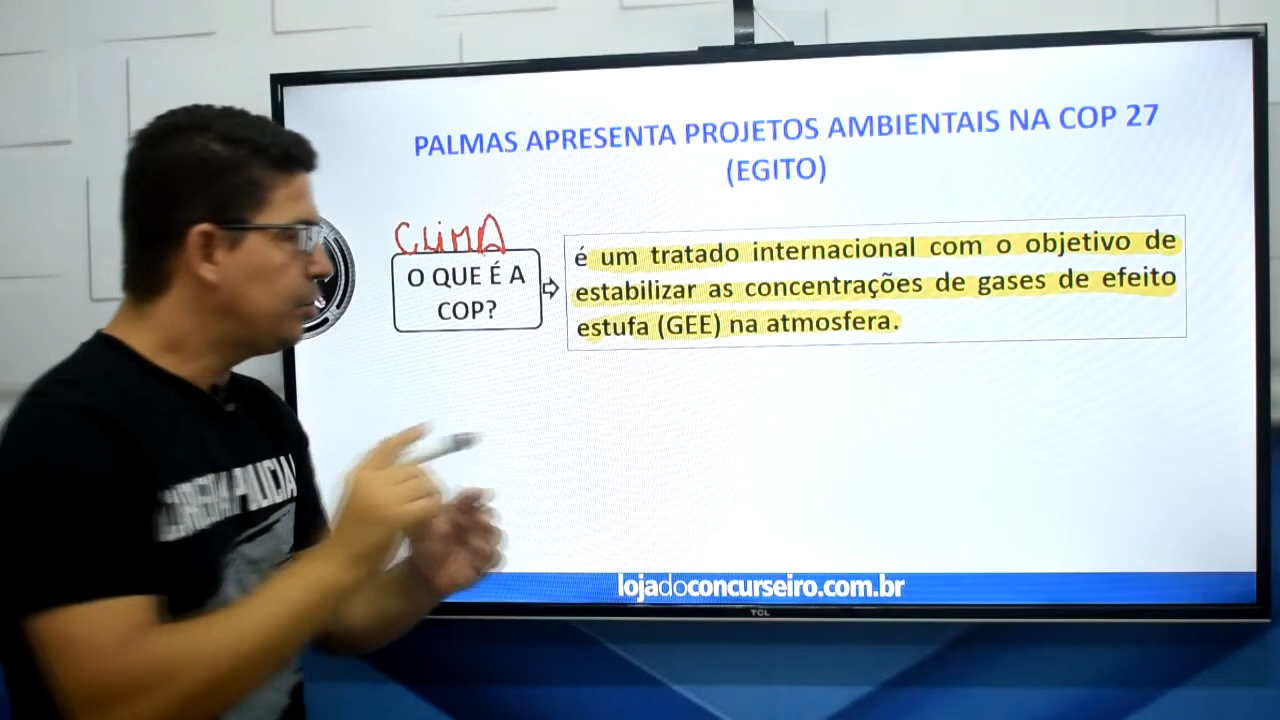 PALMAS APRESENTA PROJETOS AMBIENTAIS NA COP 27
(EGITO)
CLIMA
O QUE É A
COP?
é um tratado internacional com o objetivo de
estabilizar as concentrações de gases de efeito
estufa (GEE) na atmosfera.
lojadoconcurseiro.com.br
TCL